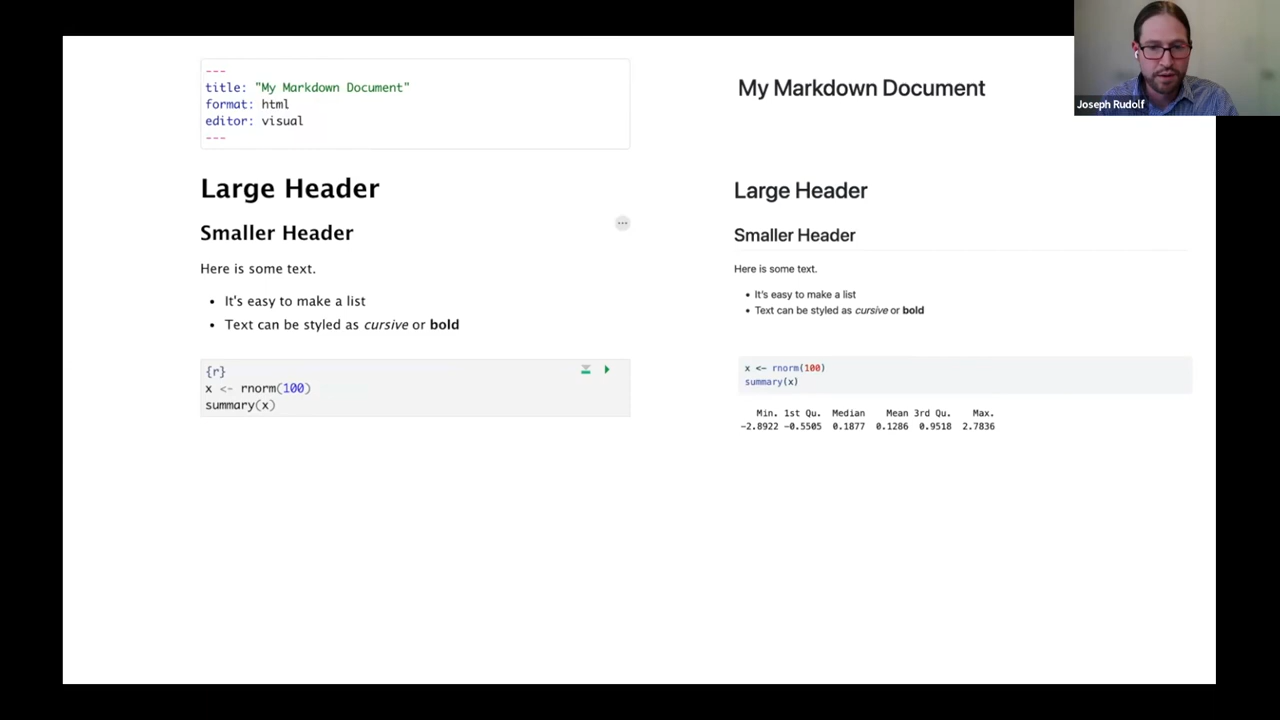 ---
title: "My Markdown Document"
format: html
editor: visual
---
Large Header
Smaller Header
Here is some text.
• It's easy to make a list
• Text can be styled as cursive or bold
{r}
x <- rnorm(100)
summary(x)
My Markdown Document
Large Header
Smaller Header
Here is some text.
• It's easy to make a list
• Text can be styled as cursive or bold
x <- rnorm(100)
summary(x)
Min. 1st Qu. Median Mean 3rd Qu. Max.
-2.8922 -0.5505 0.1877 0.1286 0.9518 2.7836
Joseph Rudolf